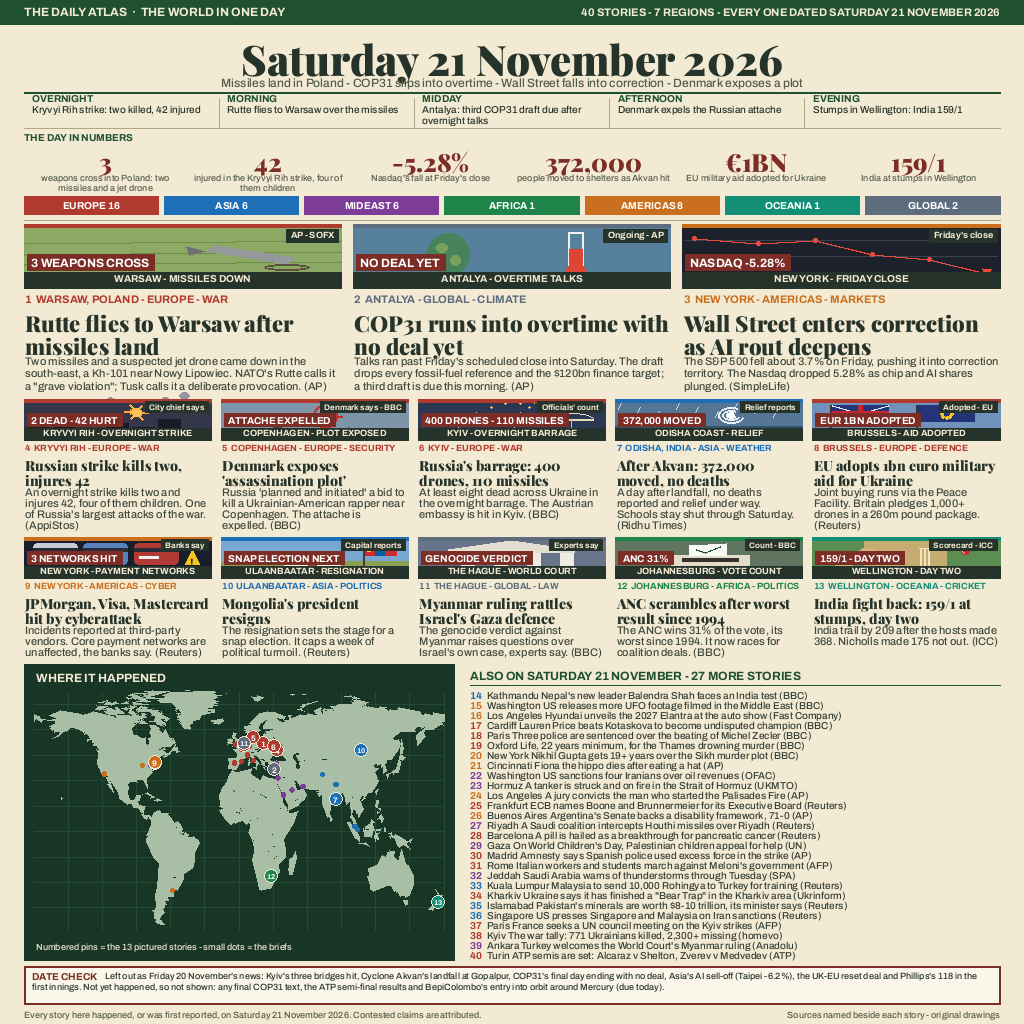 THE DAILY ATLAS · THE WORLD IN ONE DAY
40 STORIES - 7 REGIONS - EVERY ONE DATED SATURDAY 21 NOVEMBER 2026
Saturday 21 November 2026
Missiles land in Poland - COP31 slips into overtime - Wall Street falls into correction - Denmark exposes a plot
OVERNIGHT
Kryvyi Rih strike: two killed, 42 injured
MORNING
Rutte flies to Warsaw over the missiles
MIDDAY
Antalya: third COP31 draft due after
overnight talks
AFTERNOON
Denmark expels the Russian attache
EVENING
Stumps in Wellington: India 159/1
THE DAY IN NUMBERS
3
weapons cross into Poland: two
missiles and a jet drone
42
injured in the Kryvyi Rih strike, four of
them children
-5.28%
Nasdaq's fall at Friday's close
372,000
people moved to shelters as Akvan hit
€1BN
EU military aid adopted for Ukraine
159/1
India at stumps in Wellington
EUROPE 16
ASIA 6
MIDEAST 6
AFRICA 1
AMERICAS 8
OCEANIA 1
GLOBAL 2
AP - SOFX
3 WEAPONS CROSS
WARSAW - MISSILES DOWN
1 WARSAW, POLAND - EUROPE - WAR
Rutte flies to Warsaw after
missiles land
Two missiles and a suspected jet drone came down in the
south-east, a Kh-101 near Nowy Lipowiec. NATO's Rutte calls it
a "grave violation"; Tusk calls it a deliberate provocation. (AP)
Ongoing - AP
NO DEAL YET
ANTALYA - OVERTIME TALKS
2 ANTALYA - GLOBAL - CLIMATE
COP31 runs into overtime with
no deal yet
Talks ran past Friday's scheduled close into Saturday. The draft
drops every fossil-fuel reference and the $120bn finance target;
a third draft is due this morning. (AP)
Friday's close
NASDAQ -5.28%
NEW YORK - FRIDAY CLOSE
3 NEW YORK - AMERICAS - MARKETS
Wall Street enters correction
as AI rout deepens
The S&P 500 fell about 3.7% on Friday, pushing it into correction
territory. The Nasdaq dropped 5.28% as chip and AI shares
plunged. (SimpleLife)
City chief says
2 DEAD - 42 HURT
KRYVYI RIH - OVERNIGHT STRIKE
4 KRYVYI RIH - EUROPE - WAR
Russian strike kills two,
injures 42
An overnight strike kills two and
injures 42, four of them children. One
of Russia's largest attacks of the war.
(AppiStos)
Denmark says - BBC
ATTACHE EXPELLED
COPENHAGEN - PLOT EXPOSED
5 COPENHAGEN - EUROPE - SECURITY
Denmark exposes
'assassination plot'
Russia 'planned and initiated' a bid to
kill a Ukrainian-American rapper near
Copenhagen. The attache is
expelled. (BBC)
Officials' count
400 DRONES - 110 MISSILES
KYIV - OVERNIGHT BARRAGE
6 KYIV - EUROPE - WAR
Russia's barrage: 400
drones, 110 missiles
At least eight dead across Ukraine in
the overnight barrage. The Austrian
embassy is hit in Kyiv. (BBC)
Relief reports
372,000 MOVED
ODISHA COAST - RELIEF
7 ODISHA, INDIA - ASIA - WEATHER
After Akvan: 372,000
moved, no deaths
A day after landfall, no deaths
reported and relief under way.
Schools stay shut through Saturday.
(Ridhu Times)
Adopted - EU
EUR 1BN ADOPTED
BRUSSELS - AID ADOPTED
8 BRUSSELS - EUROPE - DEFENCE
EU adopts 1bn euro military
aid for Ukraine
Joint buying runs via the Peace
Facility. Britain pledges 1,000+
drones in a 260m pound package.
(Reuters)
Banks say
3 NETWORKS HIT
NEW YORK - PAYMENT NETWORKS
9 NEW YORK - AMERICAS - CYBER
JPMorgan, Visa, Mastercard
hit by cyberattack
Incidents reported at third-party
vendors. Core payment networks are
unaffected, the banks say. (Reuters)
Capital reports
SNAP ELECTION NEXT
ULAANBAATAR - RESIGNATION
10 ULAANBAATAR - ASIA - POLITICS
Mongolia's president
resigns
The resignation sets the stage for a
snap election. It caps a week of
political turmoil. (Reuters)
Experts say
GENOCIDE VERDICT
THE HAGUE - WORLD COURT
11 THE HAGUE - GLOBAL - LAW
Myanmar ruling rattles
Israel's Gaza defence
The genocide verdict against
Myanmar raises questions over
Israel's own case, experts say. (BBC)
Count - BBC
ANC 31%
JOHANNESBURG - VOTE COUNT
12 JOHANNESBURG - AFRICA - POLITICS
ANC scrambles after worst
result since 1994
The ANC wins 31% of the vote, its
worst since 1994. It now races for
coalition deals. (BBC)
Scorecard - ICC
159/1 - DAY TWO
WELLINGTON - DAY TWO
13 WELLINGTON - OCEANIA - CRICKET
India fight back: 159/1 at
stumps, day two
India trail by 209 after the hosts made
368. Nicholls made 175 not out. (ICC)
WHERE IT HAPPENED
5
11
1
6
10
9
2
7
12
13
Numbered pins = the 13 pictured stories - small dots = the briefs
ALSO ON SATURDAY 21 NOVEMBER - 27 MORE STORIES
14 Kathmandu Nepal's new leader Balendra Shah faces an India test (BBC)
15 Washington US releases more UFO footage filmed in the Middle East (BBC)
16 Los Angeles Hyundai unveils the 2027 Elantra at the auto show (Fast Company)
17 Cardiff Lauren Price beats Kotaskova to become undisputed champion (BBC)
18 Paris Three police are sentenced over the beating of Michel Zecler (BBC)
19 Oxford Life, 22 years minimum, for the Thames drowning murder (BBC)
20 New York Nikhil Gupta gets 19+ years over the Sikh murder plot (BBC)
21 Cincinnati Fiona the hippo dies after eating a hat (AP)
22 Washington US sanctions four Iranians over oil revenues (OFAC)
23 Hormuz A tanker is struck and on fire in the Strait of Hormuz (UKMTO)
24 Los Angeles A jury convicts the man who started the Palisades Fire (AP)
25 Frankfurt ECB names Boone and Brunnermeier for its Executive Board (Reuters)
26 Buenos Aires Argentina's Senate backs a disability framework, 71-0 (AP)
27 Riyadh A Saudi coalition intercepts Houthi missiles over Riyadh (Reuters)
28 Barcelona A pill is hailed as a breakthrough for pancreatic cancer (Reuters)
29 Gaza On World Children's Day, Palestinian children appeal for help (UN)
30 Madrid Amnesty says Spanish police used excess force in the strike (AP)
31 Rome Italian workers and students march against Meloni's government (AFP)
32 Jeddah Saudi Arabia warns of thunderstorms through Tuesday (SPA)
33 Kuala Lumpur Malaysia to send 10,000 Rohingya to Turkey for training (Reuters)
34 Kharkiv Ukraine says it has finished a "Bear Trap" in the Kharkiv area (Ukrinform)
35 Islamabad Pakistan's minerals are worth $8-10 trillion, its minister says (Reuters)
36 Singapore US presses Singapore and Malaysia on Iran sanctions (Reuters)
37 Paris France seeks a UN council meeting on the Kyiv strikes (AFP)
38 Kyiv The war tally: 771 Ukrainians killed, 2,300+ missing (homevo)
39 Ankara Turkey welcomes the World Court's Myanmar ruling (Anadolu)
40 Turin ATP semis are set: Alcaraz v Shelton, Zverev v Medvedev (ATP)
DATE CHECK Left out as Friday 20 November's news: Kyiv's three bridges hit, Cyclone Akvan's landfall at Gopalpur, COP31's final day ending with no deal, Asia's AI sell-off (Taipei -6.2%), the UK-EU reset deal and Phillips's 118 in the
first innings. Not yet happened, so not shown: any final COP31 text, the ATP semi-final results and BepiColombo's entry into orbit around Mercury (due today).
Every story here happened, or was first reported, on Saturday 21 November 2026. Contested claims are attributed.
Sources named beside each story - original drawings